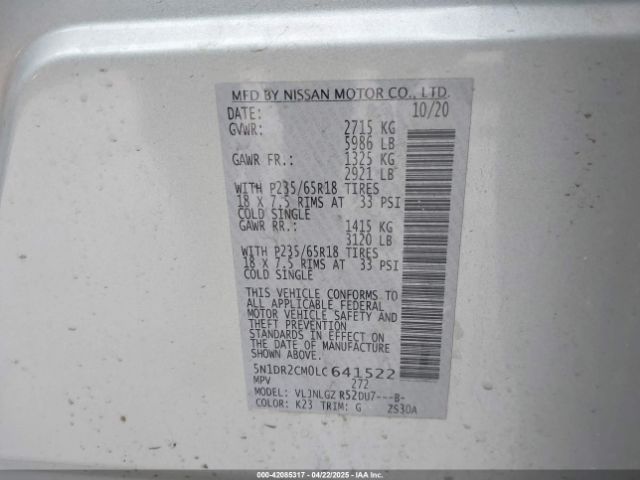 MFD BY NISSAN MOTOR CO., LTD.
DATE: 10/20
GVWR: 2715 KG
5986 LB
GAWR FR.: 1325 KG
2921 LB
WITH P235/65R18 TIRES
18 X 7.5 RIMS AT 33 PSI
COLD SINGLE
GAWR RR.: 1415 KG
3120 LB
WITH P235/65R18 TIRES
18 X 7.5 RIMS AT 33 PSI
COLD SINGLE
THIS VEHICLE CONFORMS TO
ALL APPLICABLE FEDERAL
MOTOR VEHICLE SAFETY AND
THEFT PREVENTION
STANDARDS IN EFFECT ON
THE DATE OF MANUFACTURE
SHOWN ABOVE.
5N1DR2CM0LC641522
MPV 272
MODEL: VLJNLGZ R52DU7---B-
COLOR: K23 TRIM: G ZS30A
000-42085317 - 04/22/2025 - IAAI.COM